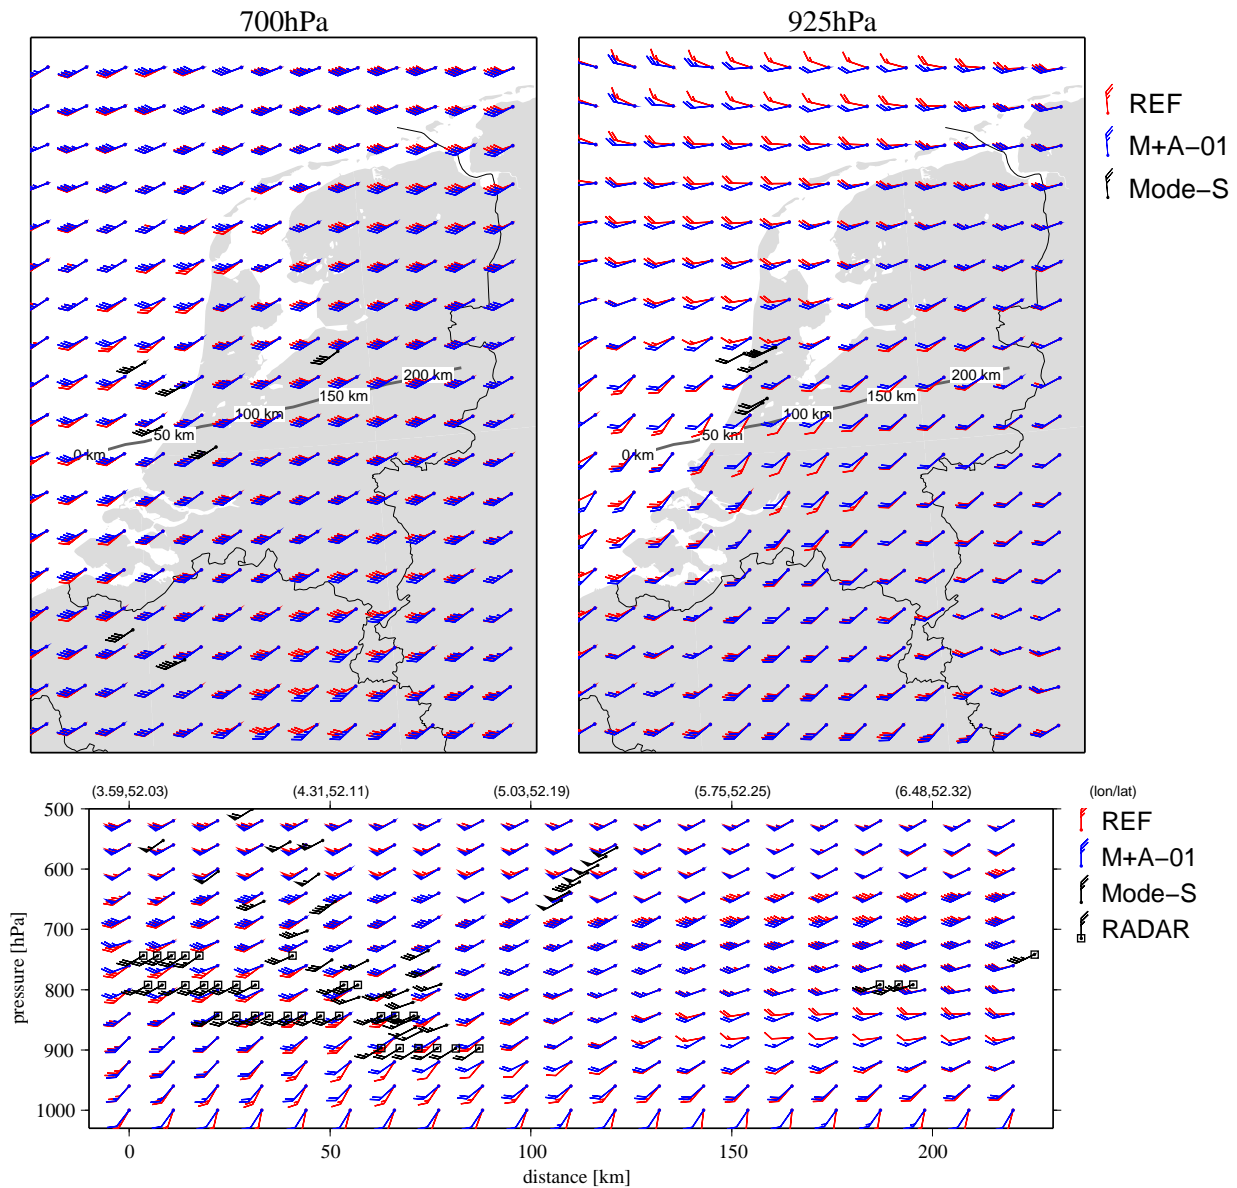 700hPa
925hPa
REF
M+A−01
Mode−S
0 km
50 km
100 km
150 km
200 km
0 km
50 km
100 km
150 km
200 km
(3.59,52.03)
(4.31,52.11)
(5.03,52.19)
(5.75,52.25)
(6.48,52.32)
(lon/lat)
REF
M+A−01
Mode−S
RADAR
pressure [hPa]
500
600
700
800
900
1000
0
50
100
150
200
distance [km]